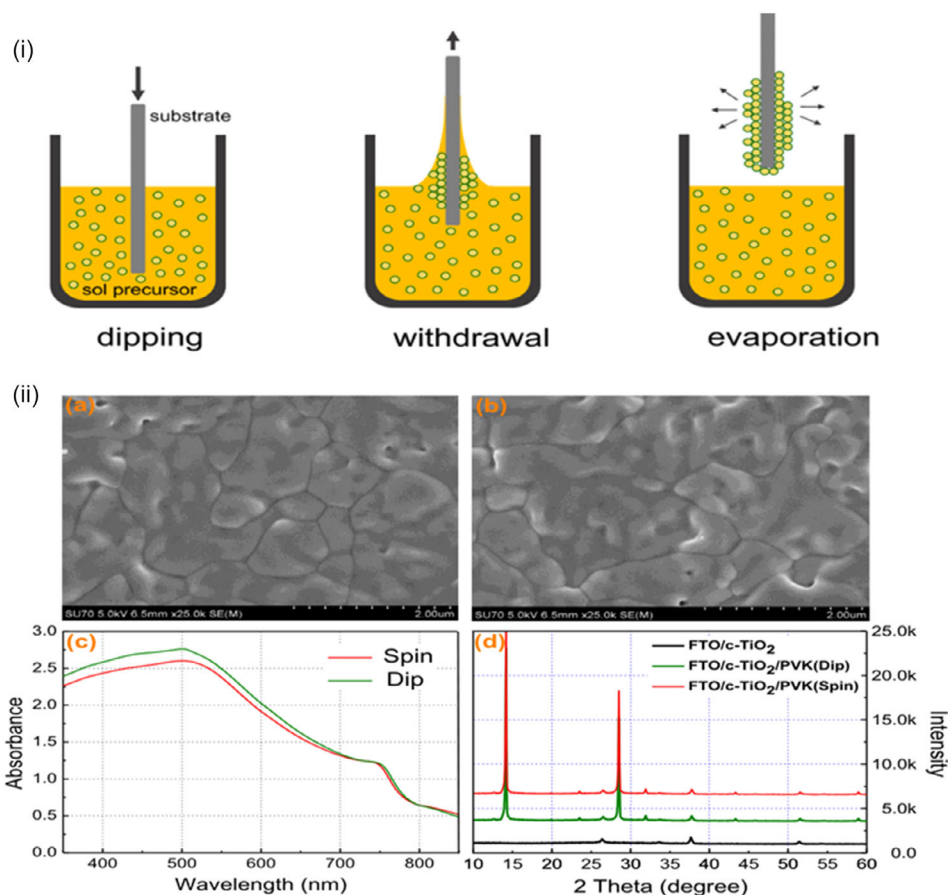 (i)
substrate
sol precursor
dipping
withdrawal
evaporation
(ii)
(a)
SU70 5.0kV 6.5mm x25.0k SE(M)
2.00um
(b)
SU70 5.0kV 6.5mm x25.0k SE(M)
2.00um
(c)
Spin
Dip
3.0
2.5
2.0
1.5
1.0
0.5
0.0
Absorbance
400 500 600 700 800
Wavelength (nm)
(d)
FTO/c-TiO₂
FTO/c-TiO₂/PVK(Dip)
FTO/c-TiO₂/PVK(Spin)
25.0k
20.0k
15.0k
10.0k
5.0k
0.0
Intensity
10 15 20 25 30 35 40 45 50 55 60
2 Theta (degree)